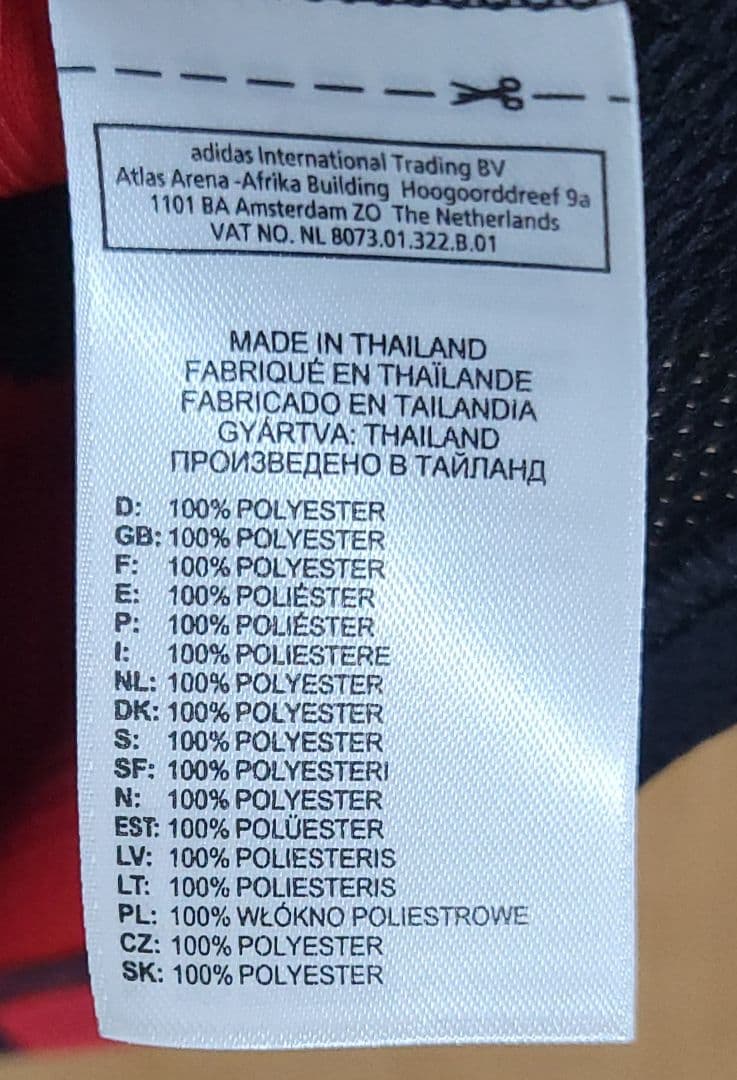 adidas International Trading BV
Atlas Arena -Afrika Building Hoogoorddreef 9a
1101 BA Amsterdam ZO The Netherlands
VAT NO. NL 8073.01.322.B.01
MADE IN THAILAND
FABRIQUÉ EN THAÏLANDE
FABRICADO EN TAILANDIA
GYÁRTVA: THAILAND
ПРОИЗВЕДЕНО В ТАЙЛАНД
D: 100% POLYESTER
GB: 100% POLYESTER
F: 100% POLYESTER
E: 100% POLIÉSTER
P: 100% POLIÉSTER
I: 100% POLIESTERE
NL: 100% POLYESTER
DK: 100% POLYESTER
S: 100% POLYESTER
SF: 100% POLYESTERI
N: 100% POLYESTER
EST: 100% POLÜESTER
LV: 100% POLIESTERIS
LT: 100% POLIESTERIS
PL: 100% WŁÓKNO POLIESTROWE
CZ: 100% POLYESTER
SK: 100% POLYESTER